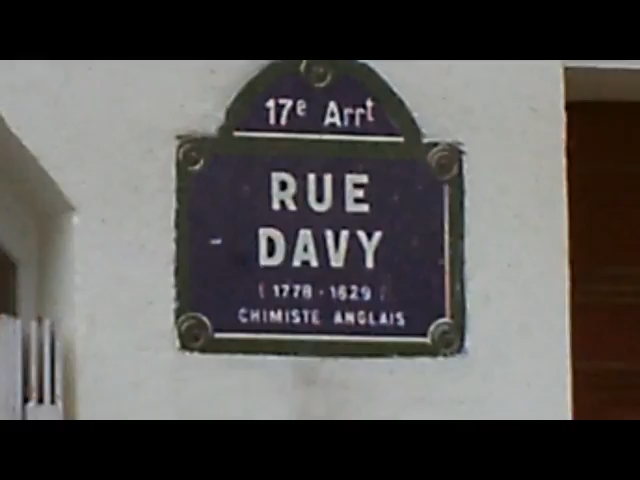 17e Arrt
RUE
DAVY
(1778 - 1829)
CHIMISTE ANGLAIS